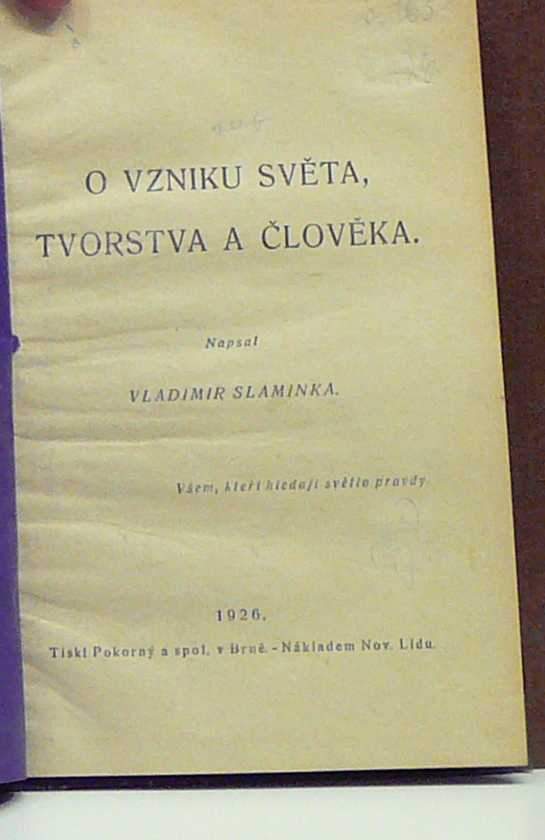 O VZNIKU SVĚTA,
TVORSTVA A ČLOVĚKA.
Napsal
VLADIMIR SLAMINKA.
Všem, kteří hledají světlo pravdy.
1926.
Tiskl Pokorný a spol. v Brně. - Nákladem Nov. Lidu.